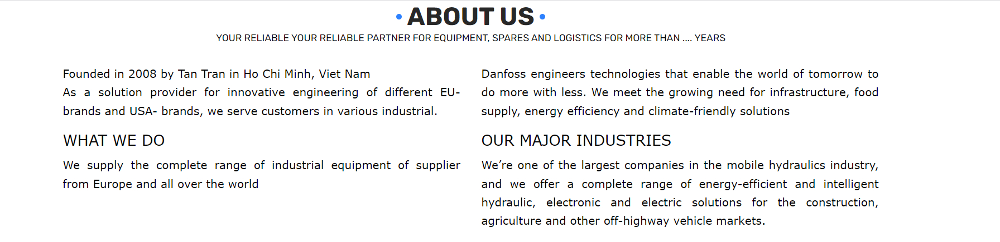 • ABOUT US •
YOUR RELIABLE YOUR RELIABLE PARTNER FOR EQUIPMENT, SPARES AND LOGISTICS FOR MORE THAN .... YEARS
Founded in 2008 by Tan Tran in Ho Chi Minh, Viet Nam
As a solution provider for innovative engineering of different EU-
brands and USA- brands, we serve customers in various industrial.
WHAT WE DO
We supply the complete range of industrial equipment of supplier
from Europe and all over the world
Danfoss engineers technologies that enable the world of tomorrow to
do more with less. We meet the growing need for infrastructure, food
supply, energy efficiency and climate-friendly solutions
OUR MAJOR INDUSTRIES
We’re one of the largest companies in the mobile hydraulics industry,
and we offer a complete range of energy-efficient and intelligent
hydraulic, electronic and electric solutions for the construction,
agriculture and other off-highway vehicle markets.